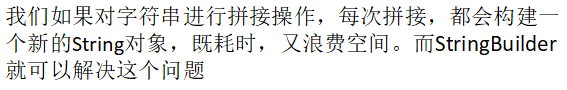 我们如果对字符串进行拼接操作，每次拼接，都会构建一
个新的String对象，既耗时，又浪费空间。而StringBuilder
就可以解决这个问题